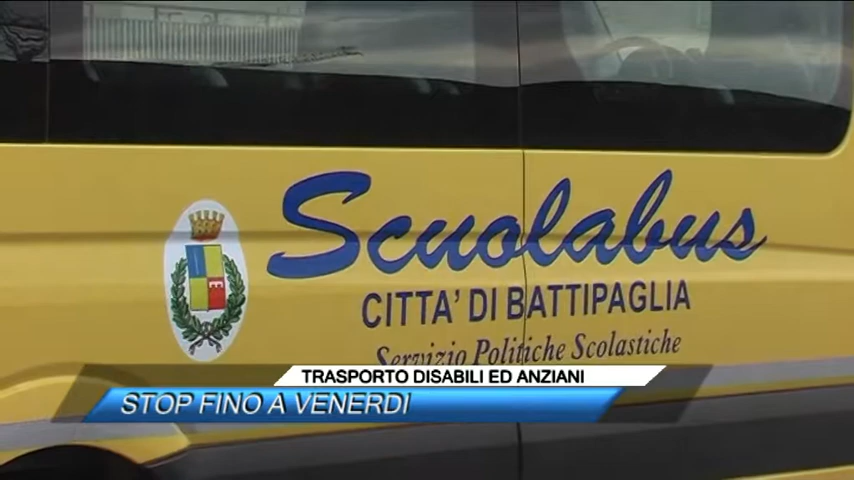 Scuolabus
CITTA' DI BATTIPAGLIA
Servizio Politiche Scolastiche
TRASPORTO DISABILI ED ANZIANI
STOP FINO A VENERDI